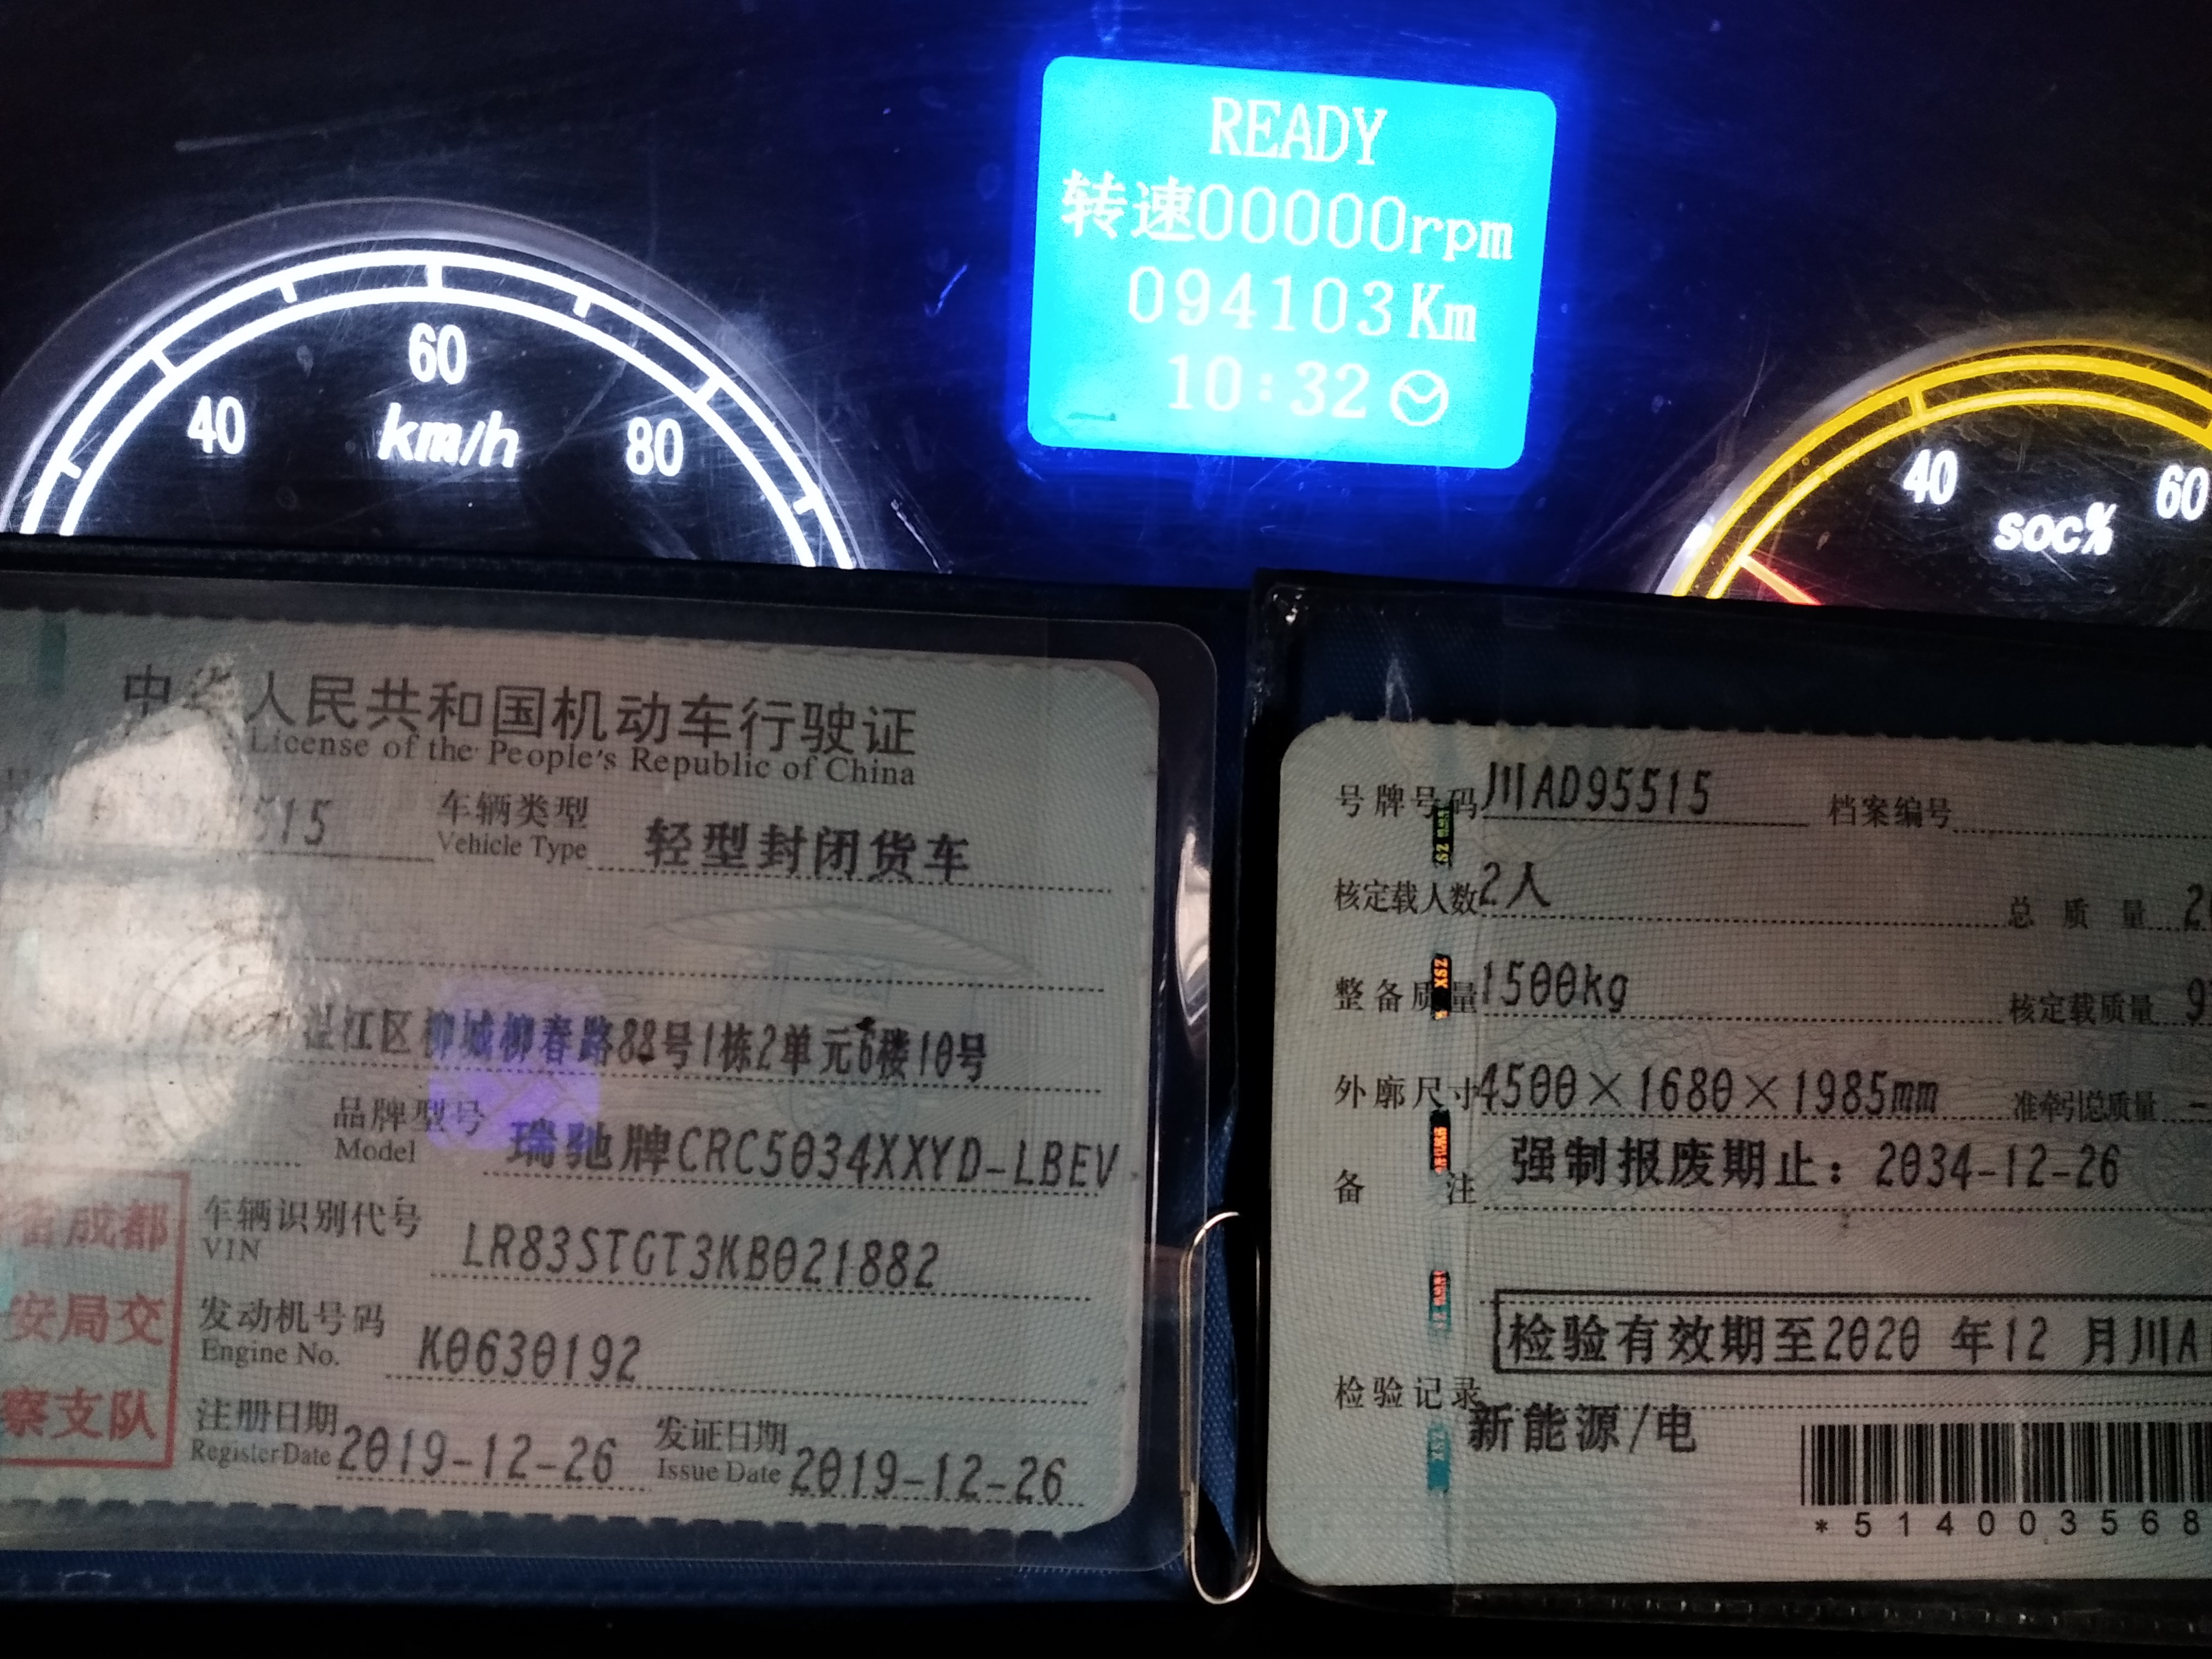 READY
转速00000rpm
094103Km
10:32
60
40 km/h 80
40 60
soc%
中华人民共和国机动车行驶证
License of the People's Republic of China
515 车辆类型 轻型封闭货车
Vehicle Type
温江区柳城柳春路88号1栋2单元6楼10号
品牌型号 瑞驰牌CRC5034XXYD-LBEV
Model
车辆识别代号 LR83STGT3KB021882
VIN
发动机号码 K0630192
Engine No.
注册日期 2019-12-26 发证日期 2019-12-26
Register Date Issue Date
省成都
安局交
察支队
号牌号码 川AD95515 档案编号
核定载人数 2人 总质量 2
整备质量 1500kg 核定载质量 9
外廓尺寸 4500×1680×1985mm 准牵引总质量 -
备注 强制报废期止：2034-12-26
检验有效期至2020 年12 月川A
检验记录
新能源/电
*514003568